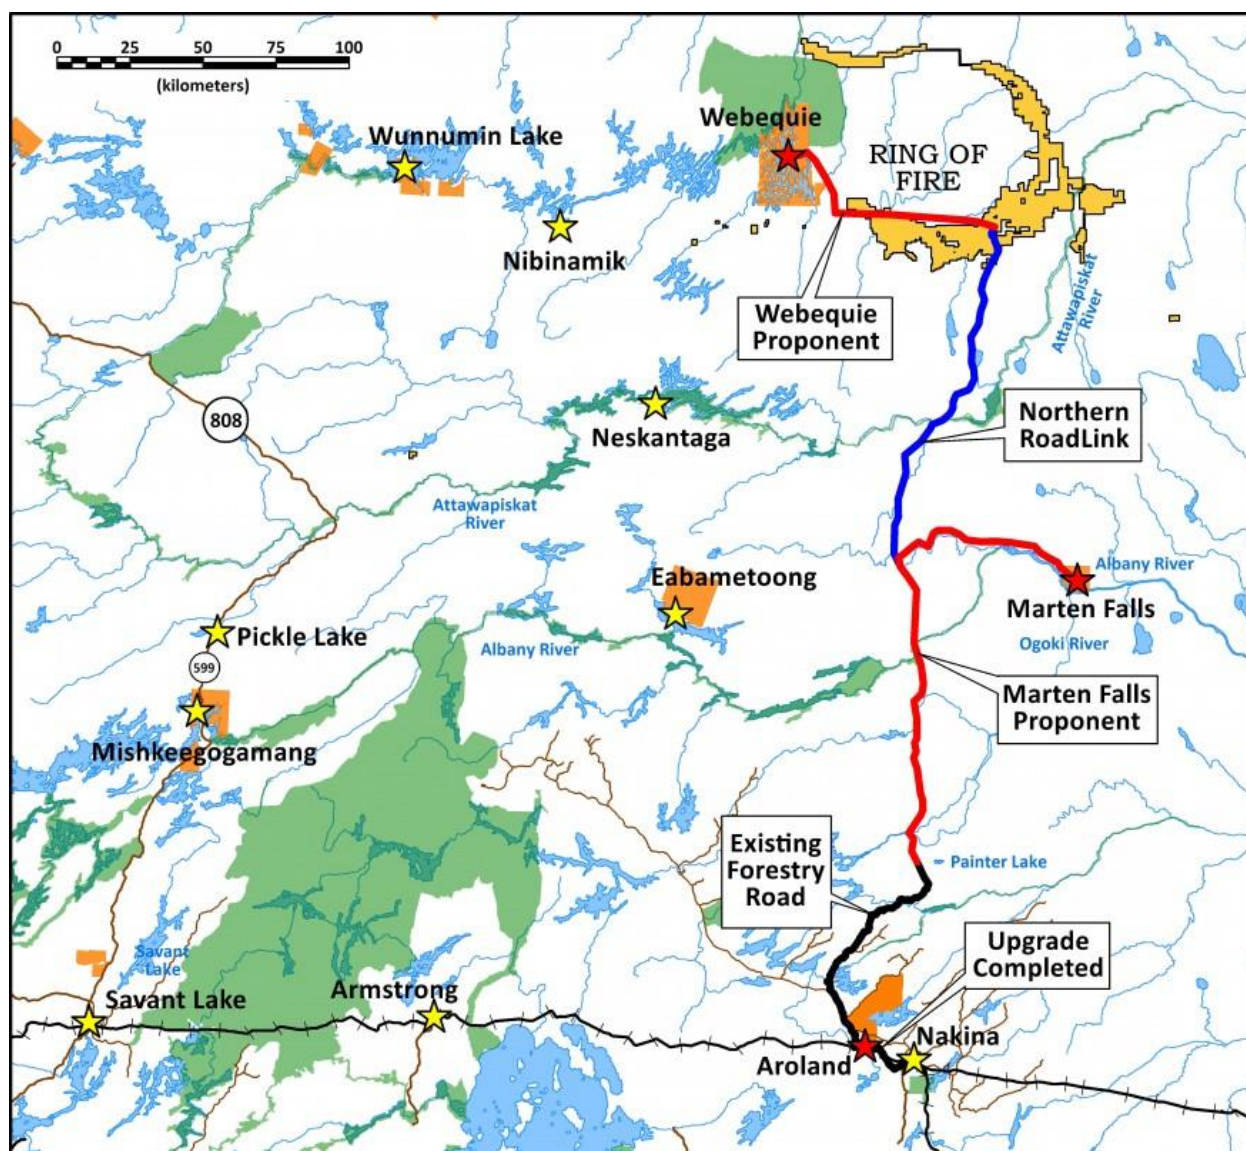 0 25 50 75 100
(kilometers)
Webequie
Wunnumin Lake
RING OF
FIRE
Nibinamik
Attawapiskat
River
Webequie
Proponent
808
Neskantaga
Northern
RoadLink
Attawapiskat
River
Eabametoong
Albany River
Marten Falls
Pickle Lake
Albany River
Ogoki River
599
Marten Falls
Proponent
Mishkeegogamang
Existing
Forestry
Road
Painter Lake
Upgrade
Completed
Savant
Lake
Savant Lake
Armstrong
Nakina
Aroland